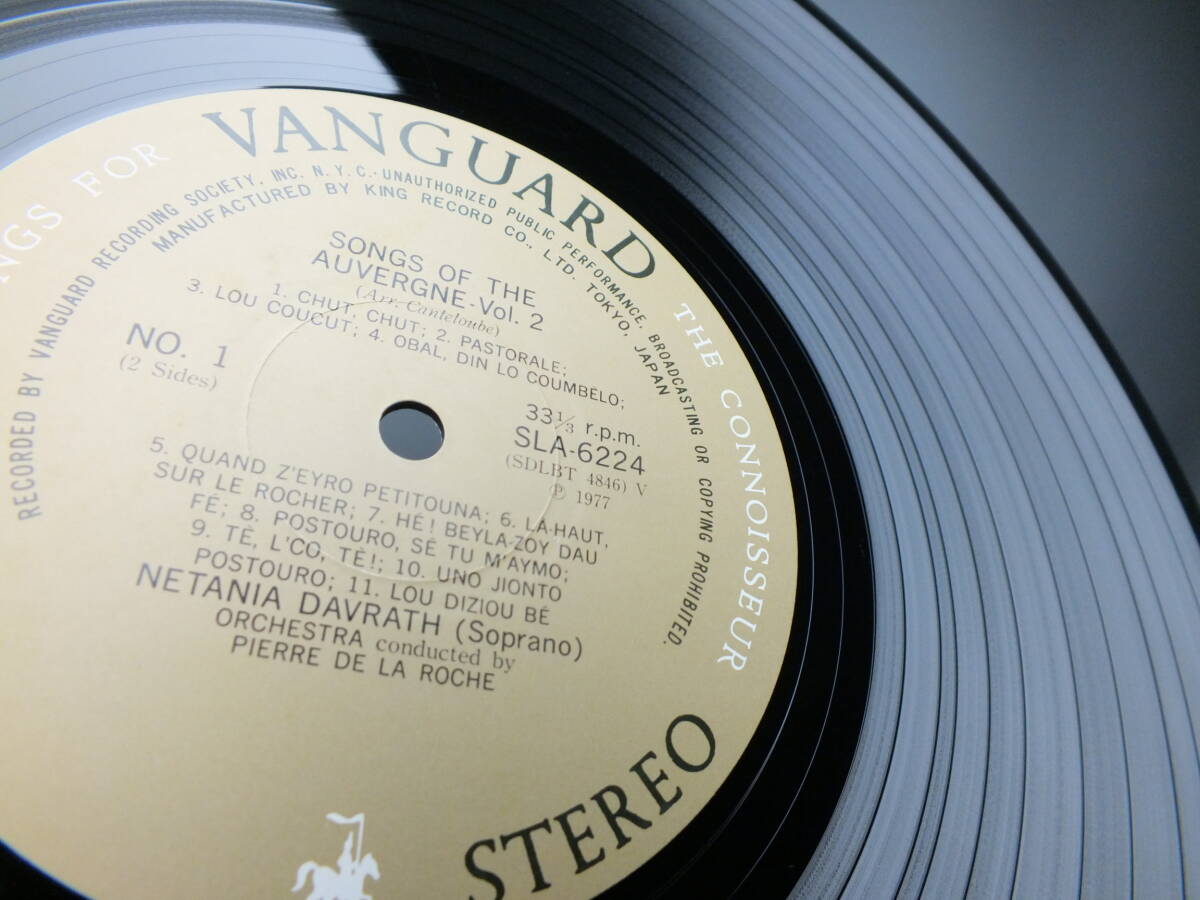 NGS FOR VANGUARD THE CONNOISSEUR
RECORDED BY VANGUARD RECORDING SOCIETY, INC. N. Y. C. · UNAUTHORIZED PUBLIC PERFORMANCE, BROADCASTING OR COPYING PROHIBITED.
MANUFACTURED BY KING RECORD CO., LTD. TOKYO, JAPAN
SONGS OF THE
AUVERGNE-Vol. 2
(Arr. Canteloube)
1. CHUT, CHUT; 2. PASTORALE;
3. LOU COUCUT; 4. OBAL, DIN LO COUMBÈLO;
NO. 1
(2 Sides)
33⅓ r.p.m.
SLA-6224
(SDLBT 4846) V
℗ 1977
5. QUAND Z'EYRO PETITOUNA; 6. LA-HAUT,
SUR LE ROCHER; 7. HÉ! BEYLA-ZOY DAU
FÉ; 8. POSTOURO, SÉ TU M'AYMO;
9. TÈ, L'CO, TÈ!; 10. UNO JIONTO
POSTOURO; 11. LOU DIZIOU BÉ
NETANIA DAVRATH (Soprano)
ORCHESTRA conducted by
PIERRE DE LA ROCHE
STEREO